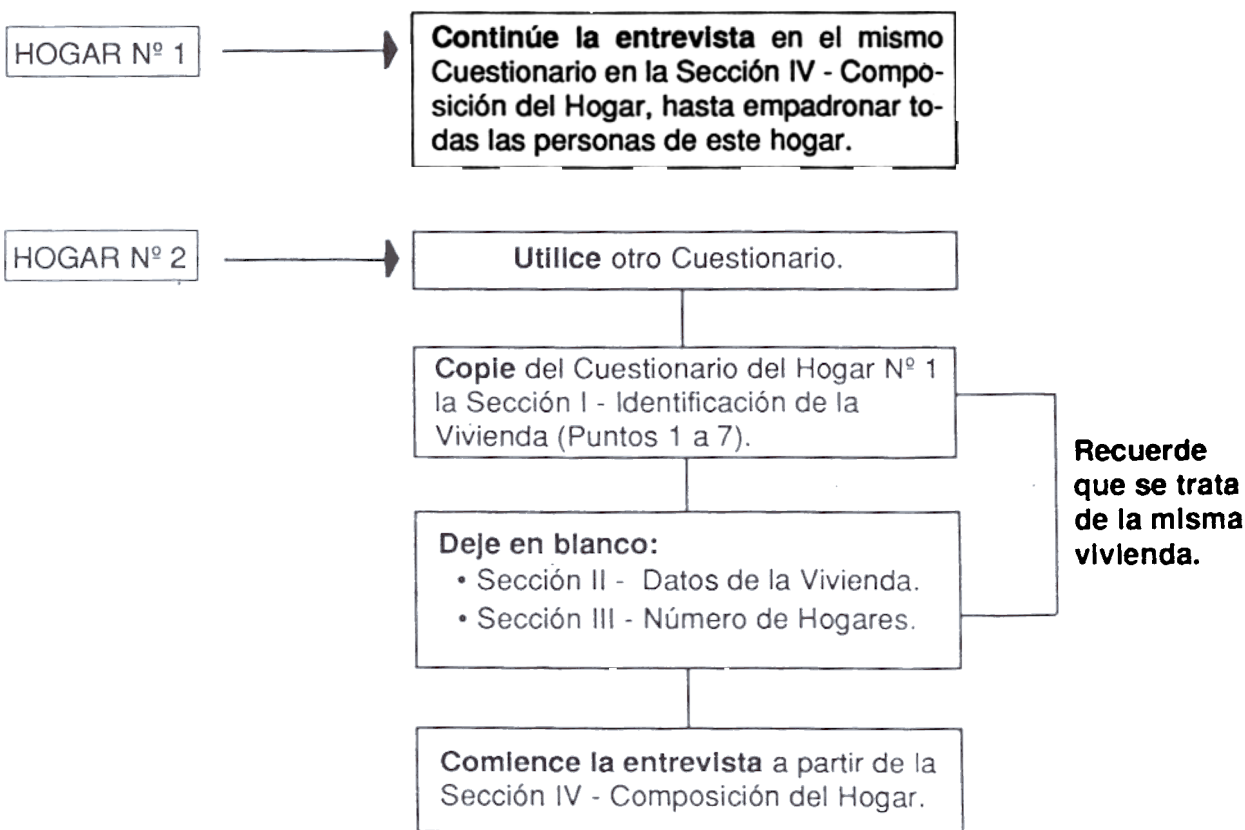 HOGAR Nº 1
Continúe la entrevista en el mismo
Cuestionario en la Sección IV - Compo-
sición del Hogar, hasta empadronar to-
das las personas de este hogar.
HOGAR Nº 2
Utilice otro Cuestionario.
Copie del Cuestionario del Hogar Nº 1
la Sección I - Identificación de la
Vivienda (Puntos 1 a 7).
Recuerde
que se trata
de la misma
vivienda.
Deje en blanco:
• Sección II - Datos de la Vivienda.
• Sección III - Número de Hogares.
Comience la entrevista a partir de la
Sección IV - Composición del Hogar.